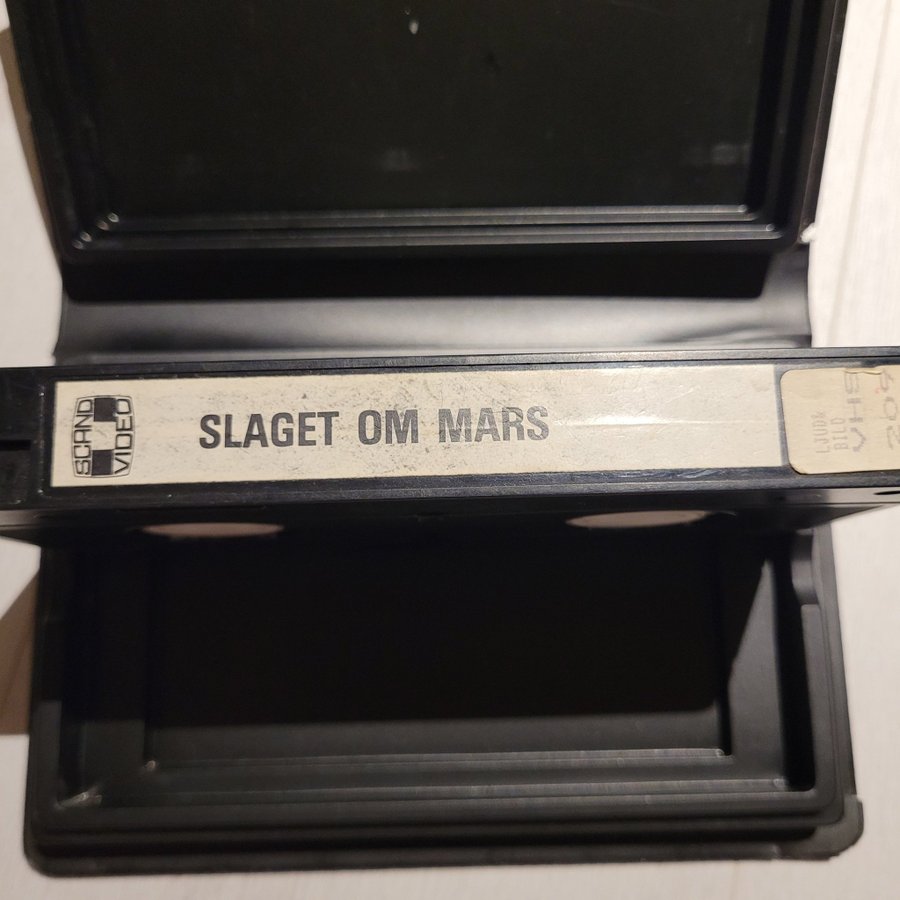 SCAND
VIDEO
SLAGET OM MARS
LJUD &
BILD
VHS